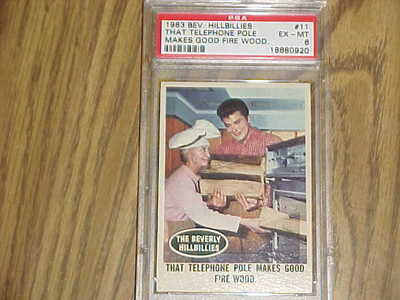 PSA
1963 BEV. HILLBILLIES #11
THAT TELEPHONE POLE EX - MT
MAKES GOOD FIRE WOOD. 6
18880920
THE BEVERLY
HILLBILLIES
THAT TELEPHONE POLE MAKES GOOD
FIRE WOOD.